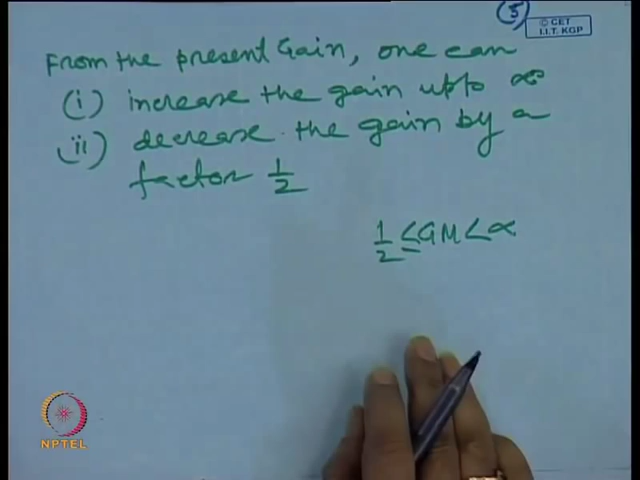 5
© CET
I.I.T. KGP
From the present Gain, one can
(i) increase the gain upto ∞
(ii) decrease the gain by a
factor 1/2
1/2 ≤ GM < ∝
NPTEL